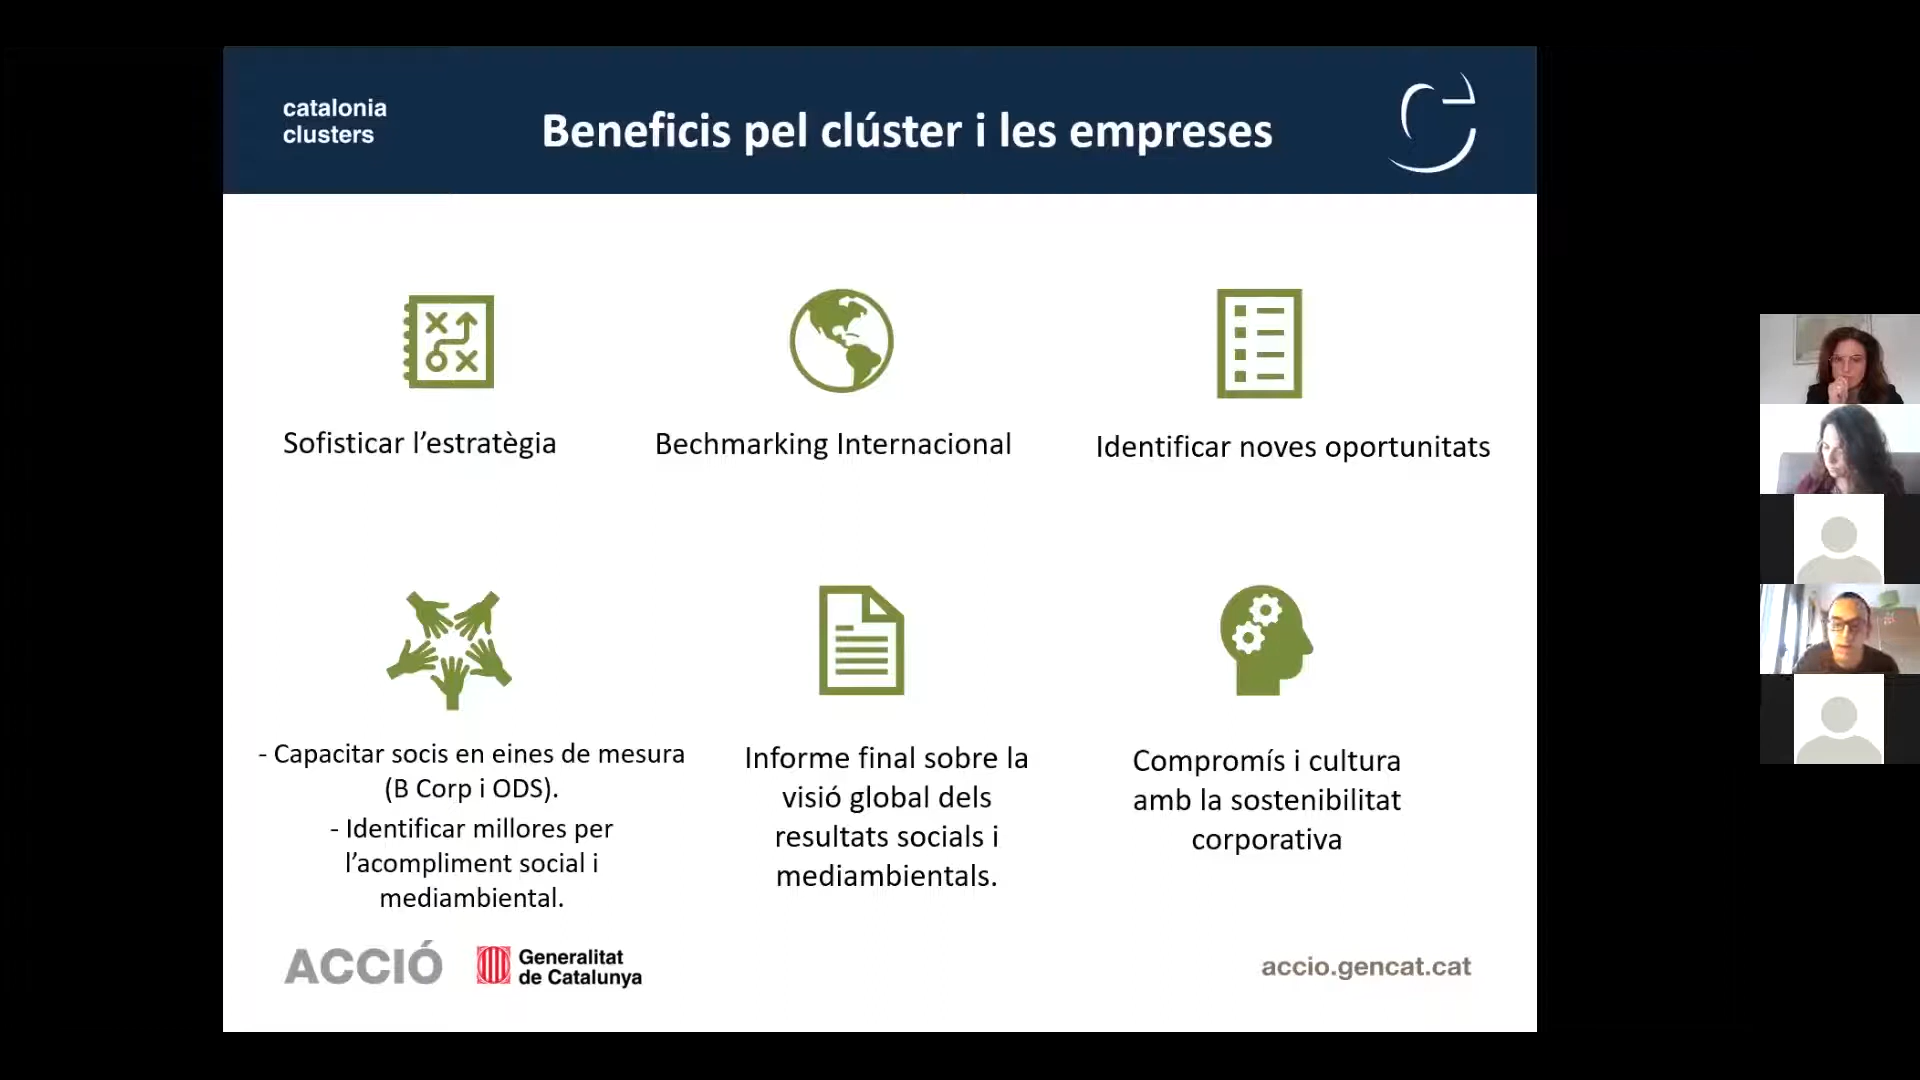 catalonia
clusters
Beneficis pel clúster i les empreses
Sofisticar l’estratègia
Bechmarking Internacional
Identificar noves oportunitats
- Capacitar socis en eines de mesura
(B Corp i ODS).
- Identificar millores per
l’acompliment social i
mediambiental.
Informe final sobre la
visió global dels
resultats socials i
mediambientals.
Compromís i cultura
amb la sostenibilitat
corporativa
ACCIÓ
Generalitat
de Catalunya
accio.gencat.cat